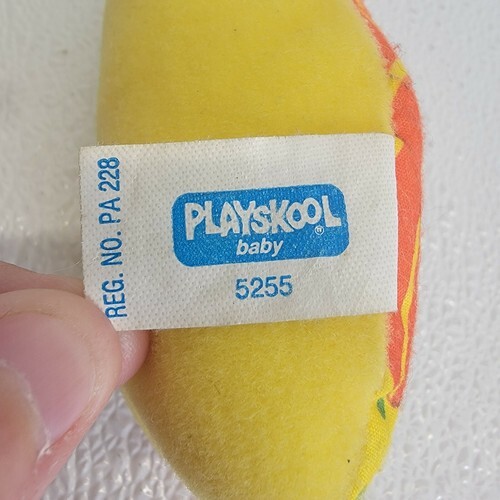 REG. NO. PA 228
PLAYSKOOL®
baby
5255